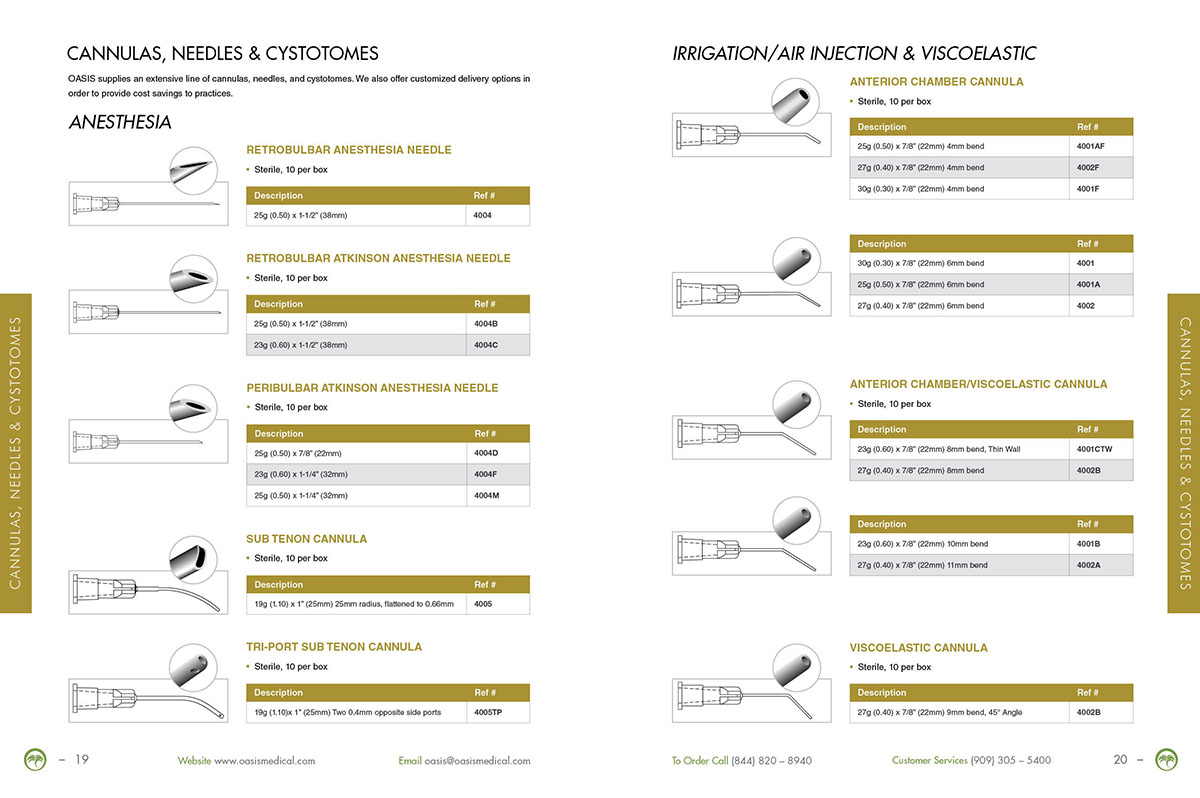 CANNULAS, NEEDLES & CYSTOTOMES
OASIS supplies an extensive line of cannulas, needles, and cystotomes. We also offer customized delivery options in
order to provide cost savings to practices.
ANESTHESIA
RETROBULBAR ANESTHESIA NEEDLE
• Sterile, 10 per box
Description Ref #
25g (0.50) x 1-1/2" (38mm) 4004
RETROBULBAR ATKINSON ANESTHESIA NEEDLE
• Sterile, 10 per box
Description Ref #
25g (0.50) x 1-1/2" (38mm) 4004B
23g (0.60) x 1-1/2" (38mm) 4004C
PERIBULBAR ATKINSON ANESTHESIA NEEDLE
• Sterile, 10 per box
Description Ref #
25g (0.50) x 7/8" (22mm) 4004D
23g (0.60) x 1-1/4" (32mm) 4004F
25g (0.50) x 1-1/4" (32mm) 4004M
SUB TENON CANNULA
• Sterile, 10 per box
Description Ref #
19g (1.10) x 1" (25mm) 25mm radius, flattened to 0.66mm 4005
TRI-PORT SUB TENON CANNULA
• Sterile, 10 per box
Description Ref #
19g (1.10)x 1" (25mm) Two 0.4mm opposite side ports 4005TP
CANNULAS, NEEDLES & CYSTOTOMES
– 19
Website www.oasismedical.com
Email oasis@oasismedical.com
IRRIGATION/AIR INJECTION & VISCOELASTIC
ANTERIOR CHAMBER CANNULA
• Sterile, 10 per box
Description Ref #
25g (0.50) x 7/8" (22mm) 4mm bend 4001AF
27g (0.40) x 7/8" (22mm) 4mm bend 4002F
30g (0.30) x 7/8" (22mm) 4mm bend 4001F
Description Ref #
30g (0.30) x 7/8" (22mm) 6mm bend 4001
25g (0.50) x 7/8" (22mm) 6mm bend 4001A
27g (0.40) x 7/8" (22mm) 6mm bend 4002
ANTERIOR CHAMBER/VISCOELASTIC CANNULA
• Sterile, 10 per box
Description Ref #
23g (0.60) x 7/8" (22mm) 8mm bend, Thin Wall 4001CTW
27g (0.40) x 7/8" (22mm) 8mm bend 4002B
Description Ref #
23g (0.60) x 7/8" (22mm) 10mm bend 4001B
27g (0.40) x 7/8" (22mm) 11mm bend 4002A
VISCOELASTIC CANNULA
• Sterile, 10 per box
Description Ref #
27g (0.40) x 7/8" (22mm) 9mm bend, 45° Angle 4002B
CANNULAS, NEEDLES & CYSTOTOMES
To Order Call (844) 820 – 8940
Customer Services (909) 305 – 5400
20 –